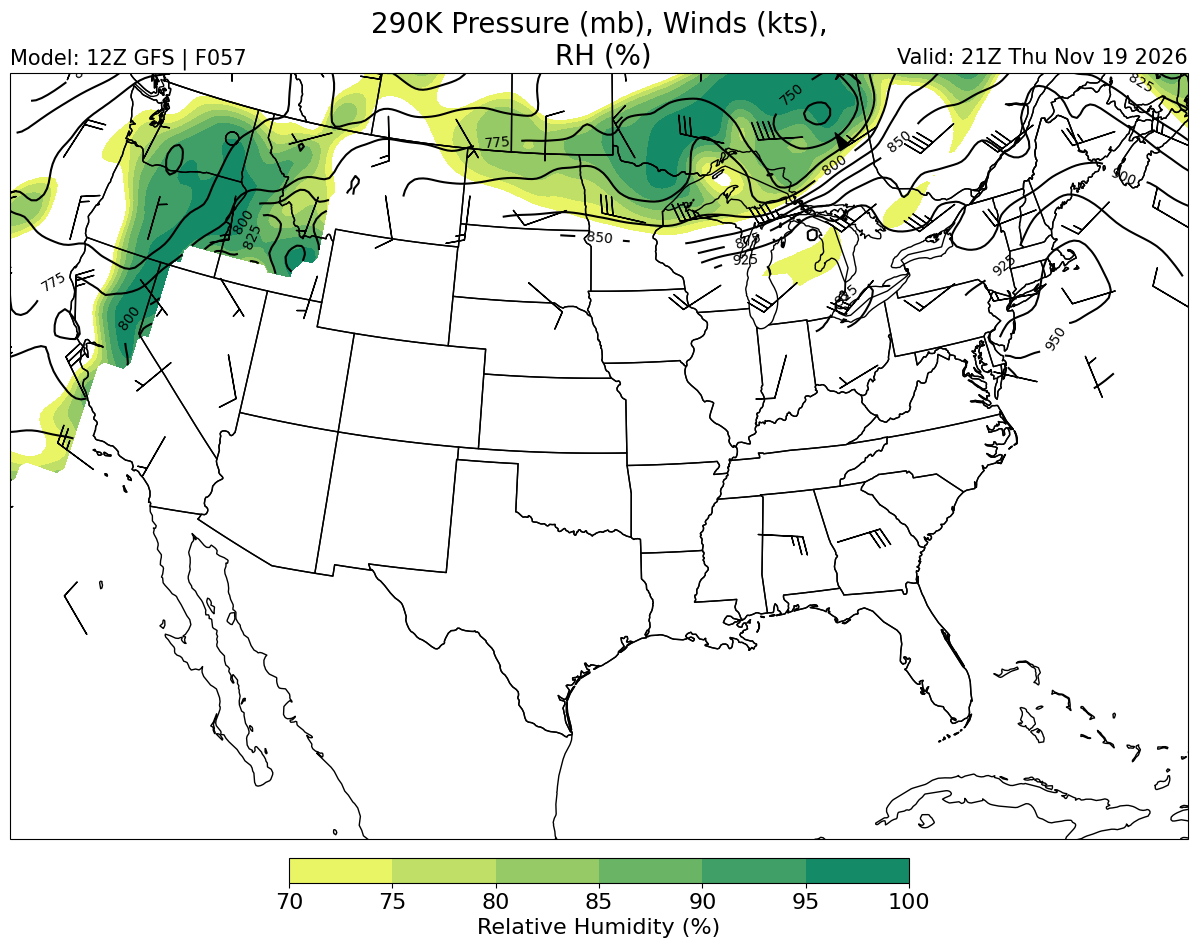 290K Pressure (mb), Winds (kts),
RH (%)
Model: 12Z GFS | F057
Valid: 21Z Thu Nov 19 2026
750
825
775
850
800
900
800
825
850
875
925
925
775
800
950
70 75 80 85 90 95 100
Relative Humidity (%)